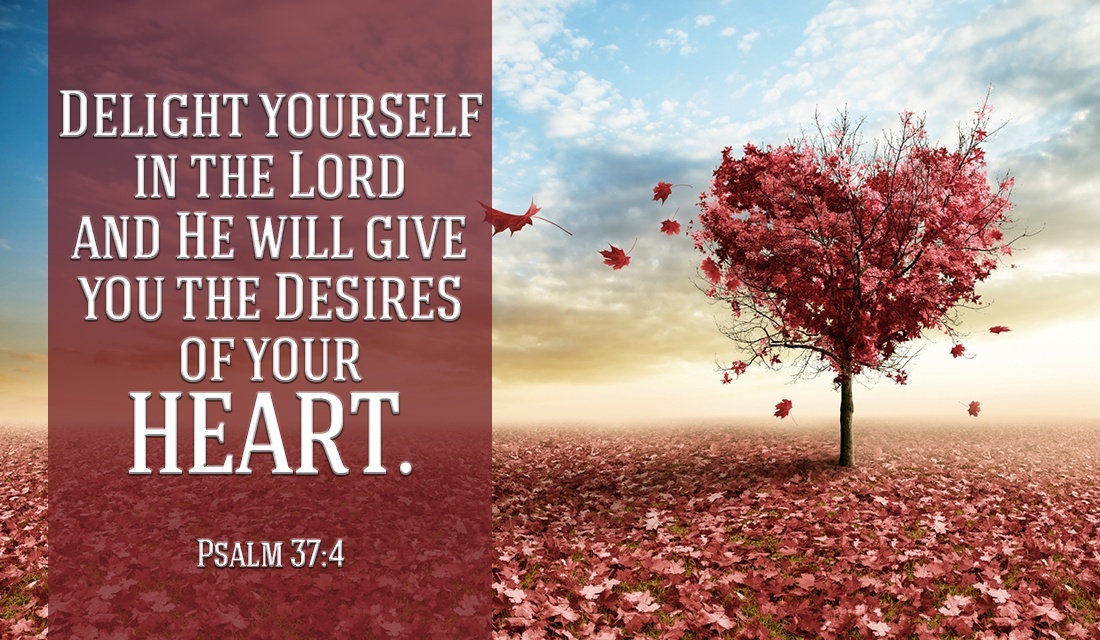 Delight yourself
in the Lord
and He will give
you the Desires
of your
HEART.
Psalm 37:4